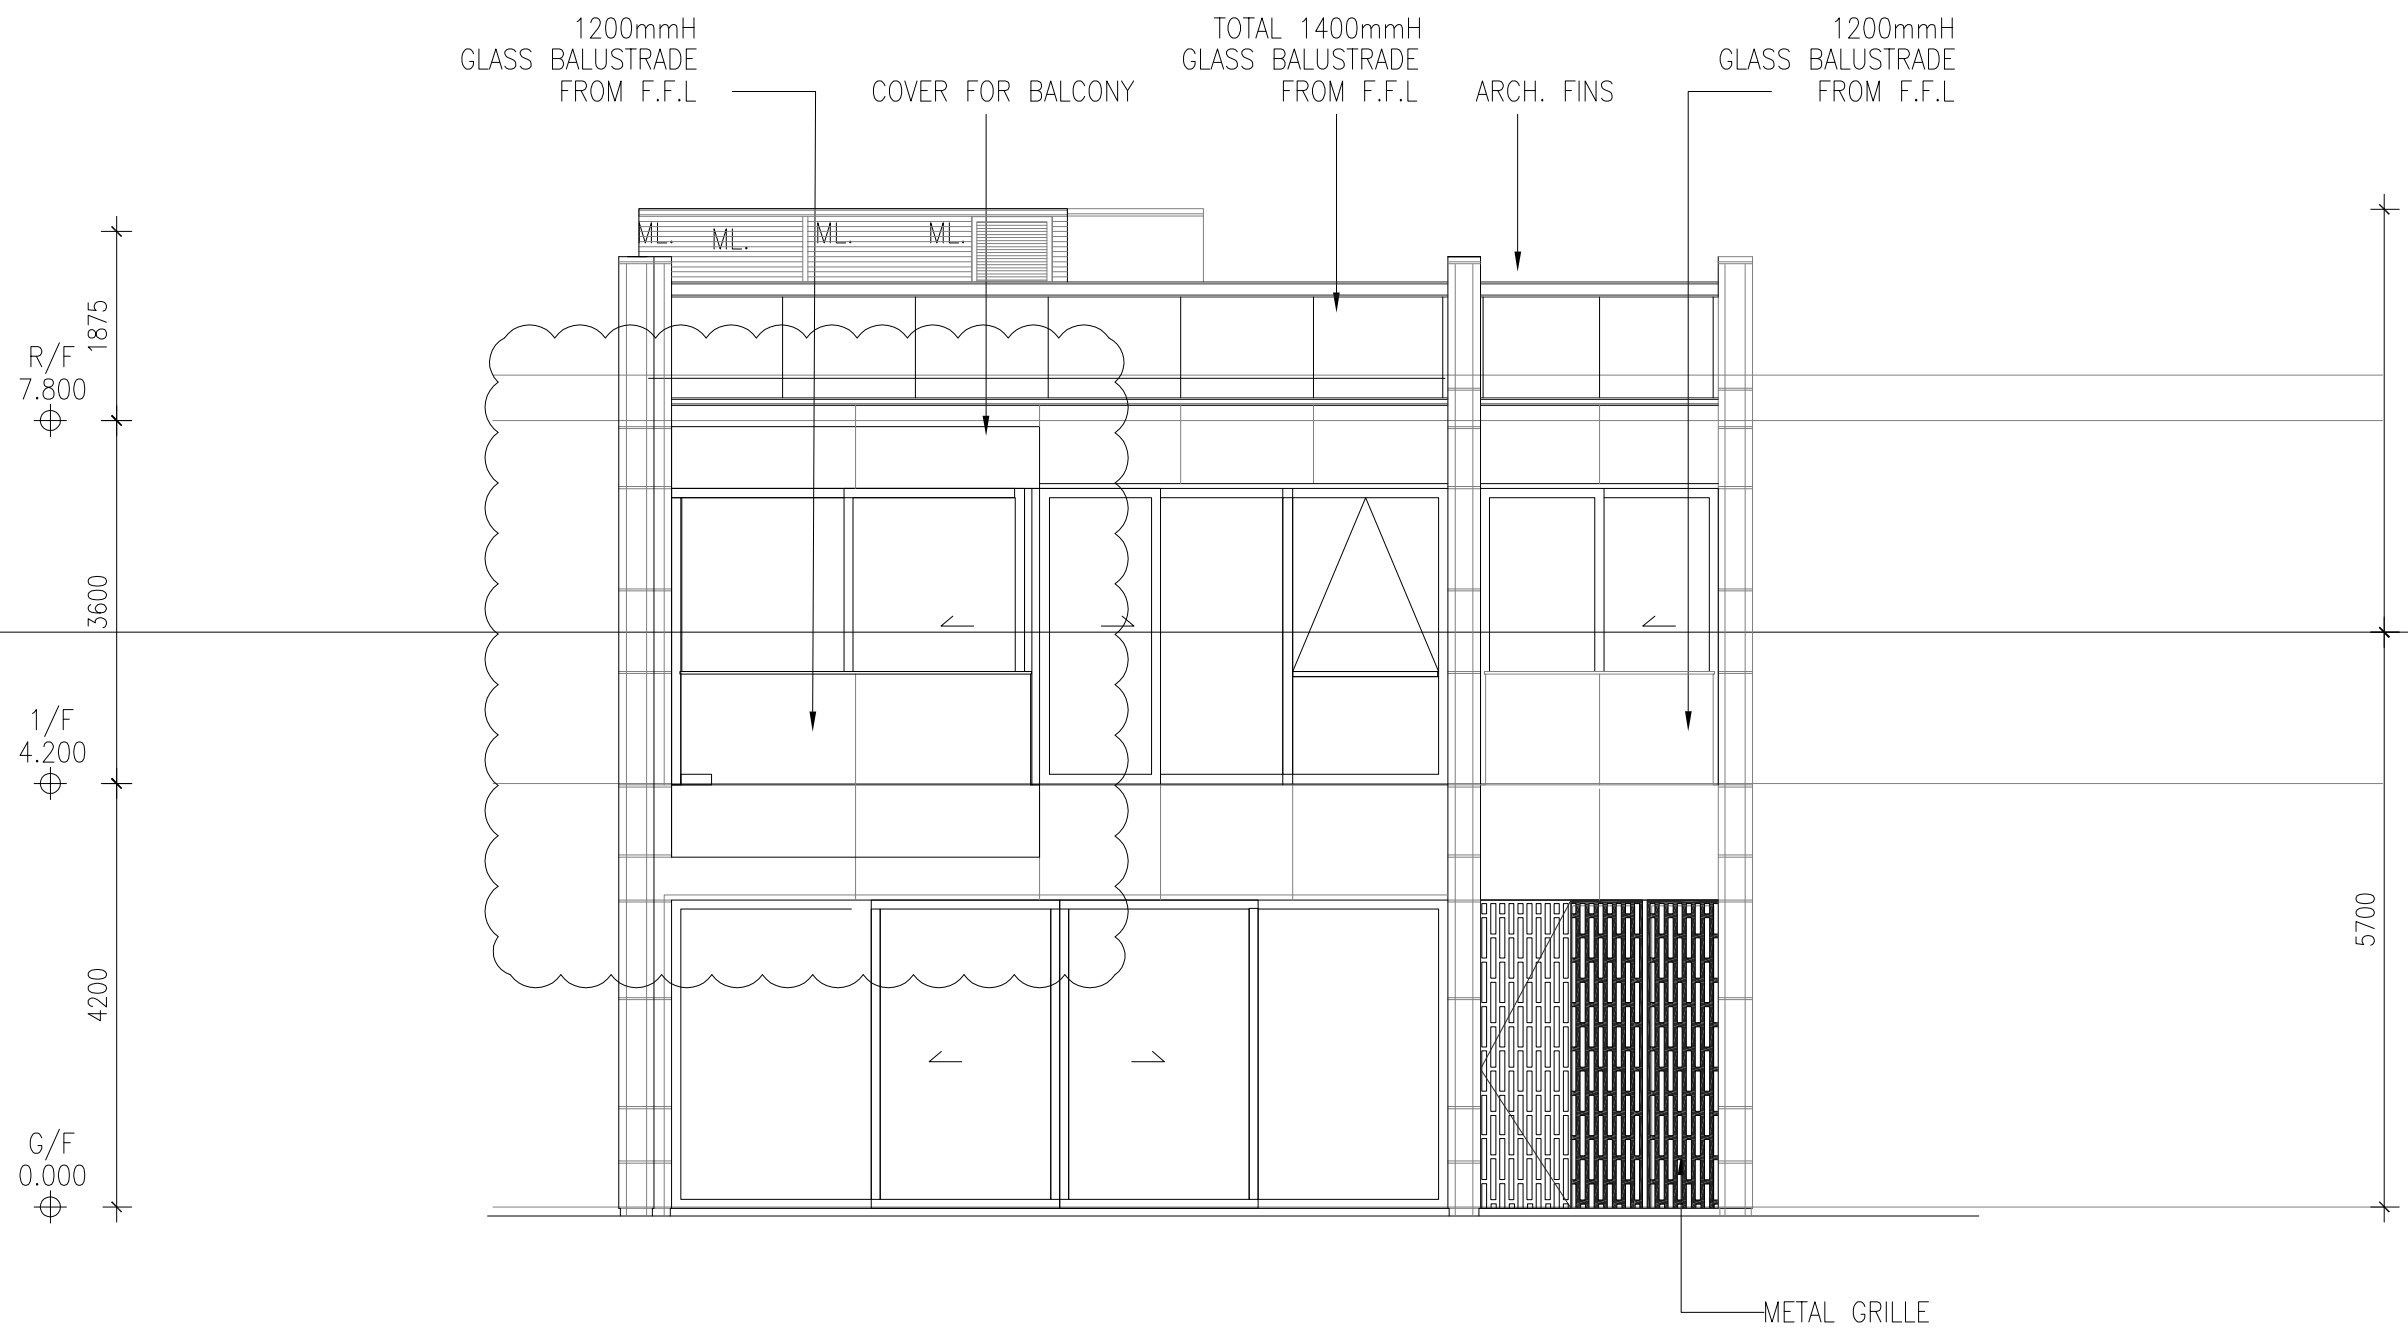 1200mmH
GLASS BALUSTRADE
FROM F.F.L
COVER FOR BALCONY
TOTAL 1400mmH
GLASS BALUSTRADE
FROM F.F.L
ARCH. FINS
1200mmH
GLASS BALUSTRADE
FROM F.F.L
ML.
ML.
ML.
ML.
1875
R/F
7.800
3600
1/F
4.200
4200
G/F
0.000
5700
METAL GRILLE